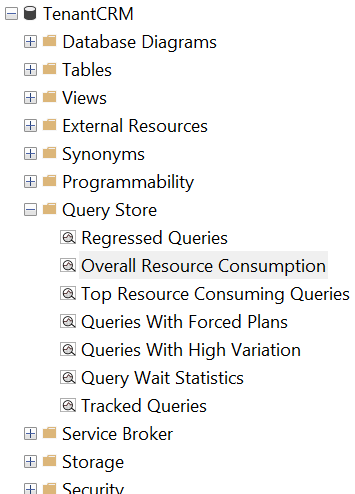 TenantCRM
Database Diagrams
Tables
Views
External Resources
Synonyms
Programmability
Query Store
Regressed Queries
Overall Resource Consumption
Top Resource Consuming Queries
Queries With Forced Plans
Queries With High Variation
Query Wait Statistics
Tracked Queries
Service Broker
Storage
Security